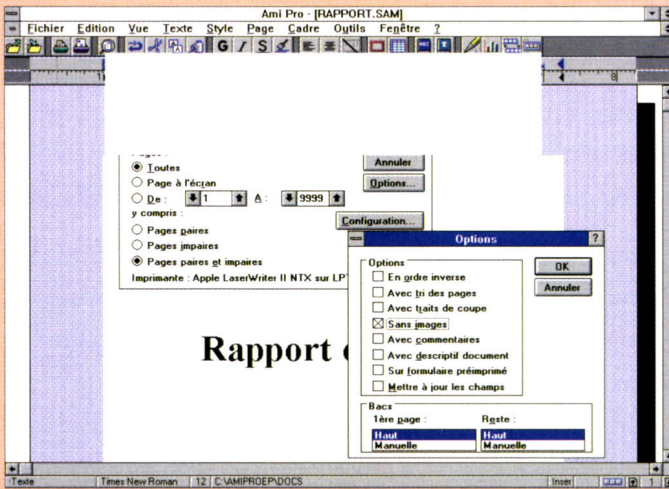 Ami Pro - [RAPPORT.SAM]
Fichier Edition Vue Texte Style Page Cadre Outils Fenêtre ?
G I S
Toutes
Annuler
Page à l'écran
Options...
De : 1 A : 9999
y compris :
Configuration...
Pages paires
Pages impaires
Pages paires et impaires
Imprimante : Apple LaserWriter II NTX sur LPT
Options ?
Options
OK
En ordre inverse
Annuler
Avec tri des pages
Avec traits de coupe
Sans images
Avec commentaires
Avec descriptif document
Sur formulaire préimprimé
Mettre à jour les champs
Rapport
Bacs
1ère page : Reste :
Haut Haut
Manuelle Manuelle
Texte Times New Roman 12 C:\AMIPROEP\DOCS Inser 1